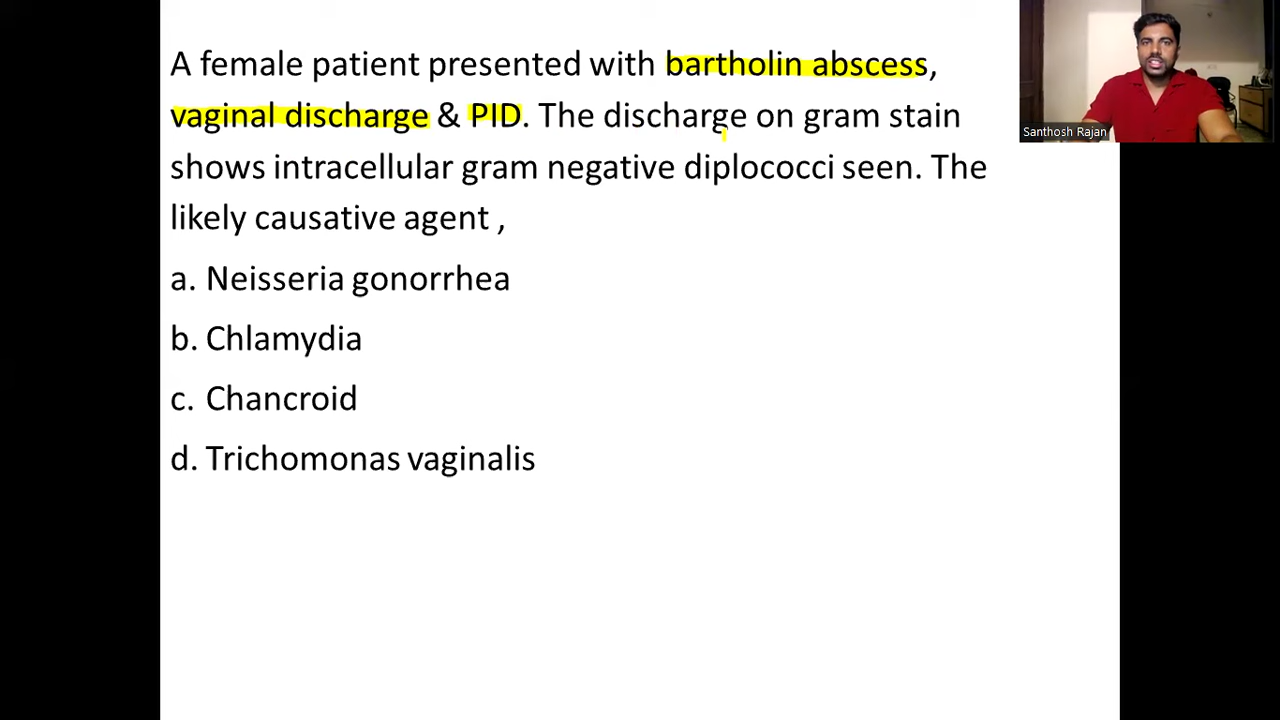 A female patient presented with bartholin abscess,
vaginal discharge & PID. The discharge on gram stain
shows intracellular gram negative diplococci seen. The
likely causative agent ,
a. Neisseria gonorrhea
b. Chlamydia
c. Chancroid
d. Trichomonas vaginalis
Santhosh Rajan